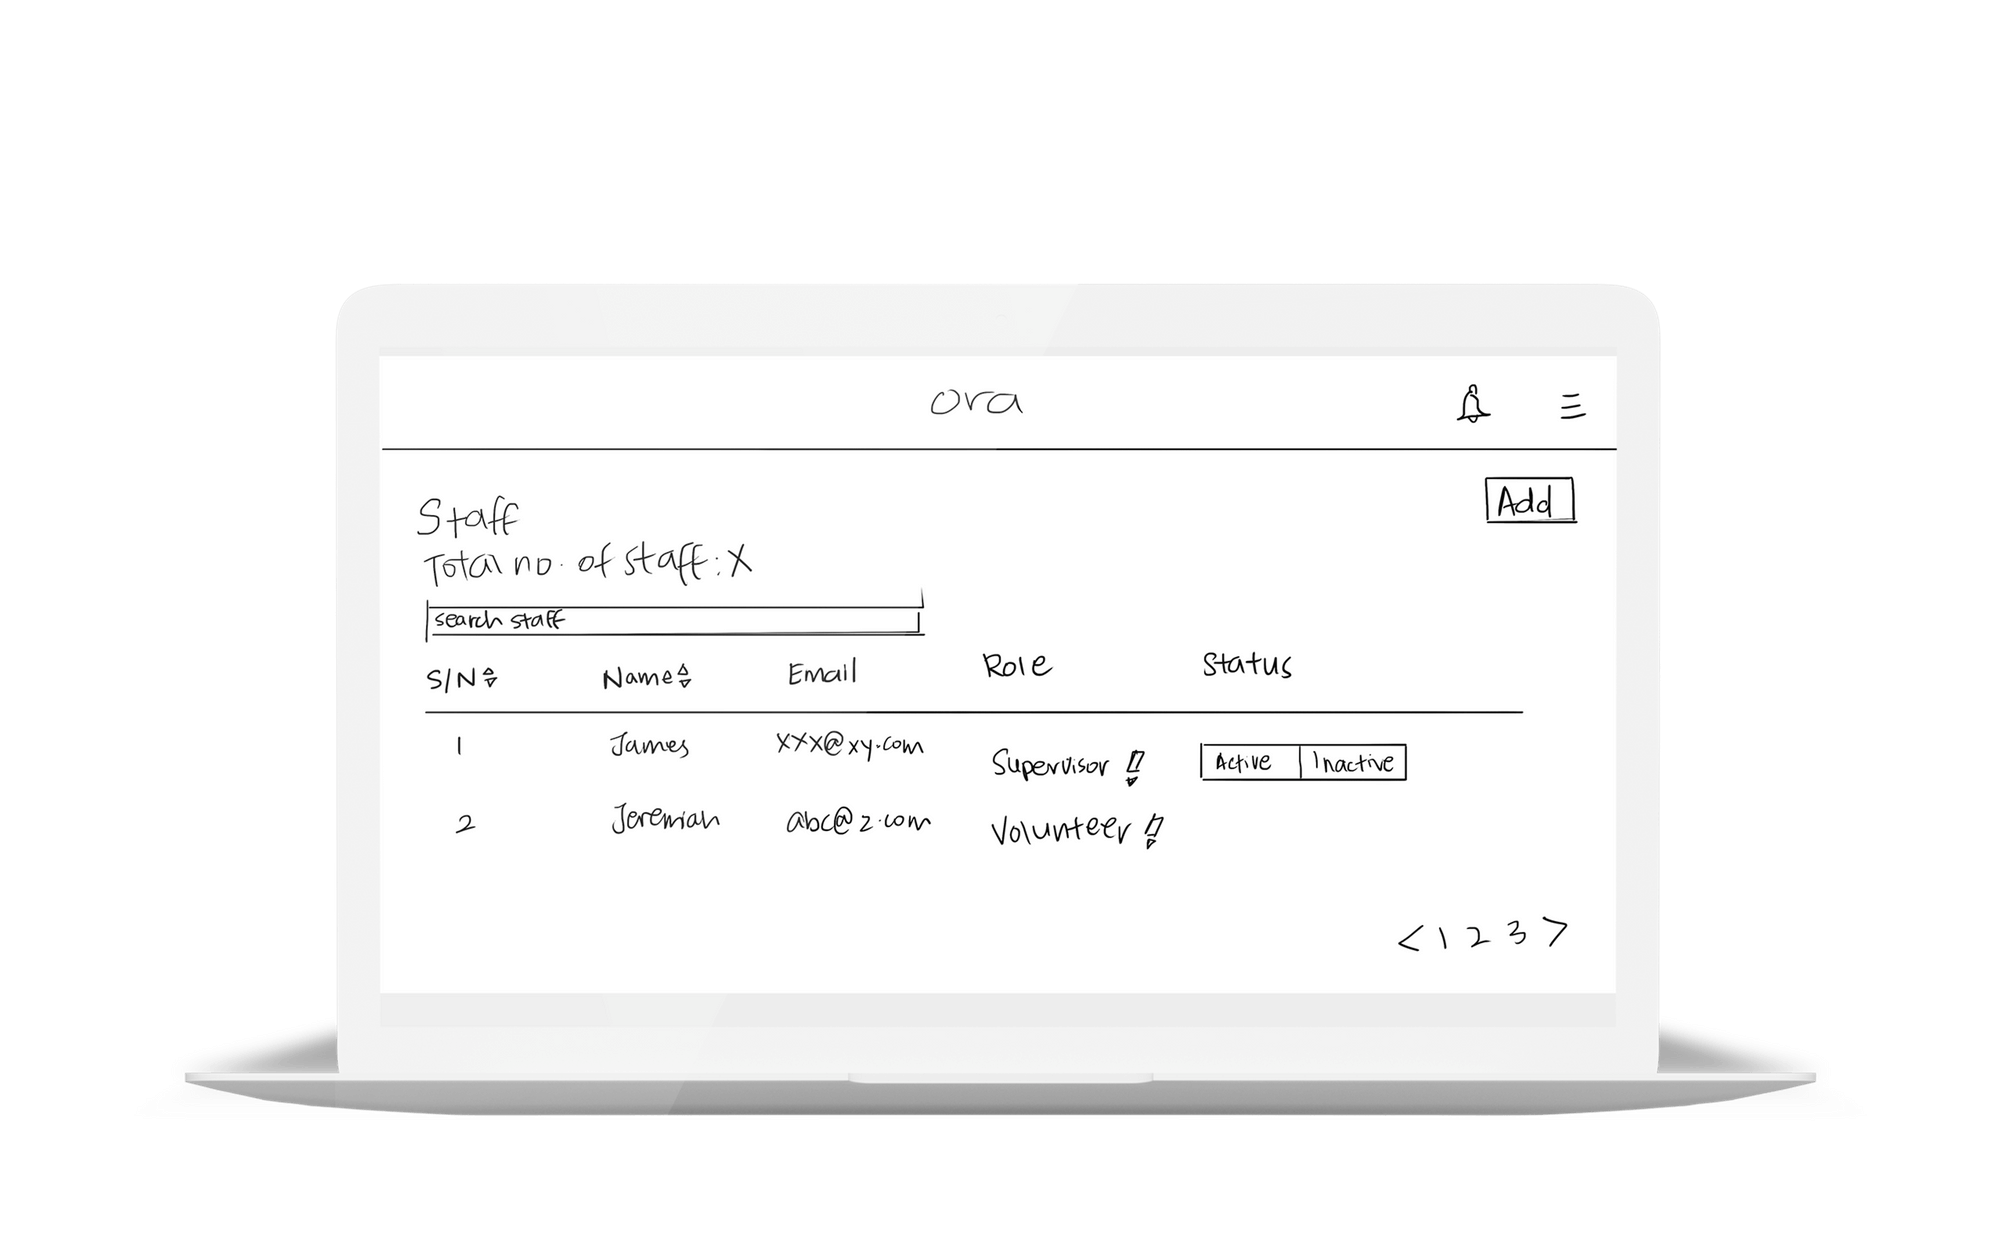 ora
Add
Staff
Total no. of staff: X
search staff
S/N Name Email Role Status
1 James xxx@xy.com Supervisor Active Inactive
2 Jeremiah abc@z.com Volunteer
< 1 2 3 >